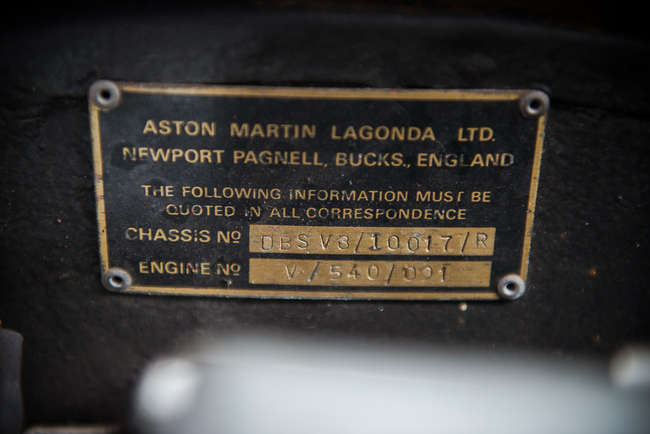 ASTON MARTIN LAGONDA LTD.
NEWPORT PAGNELL, BUCKS., ENGLAND
THE FOLLOWING INFORMATION MUST BE
QUOTED IN ALL CORRESPONDENCE
CHASSIS Nº DBSV8/10017/R
ENGINE Nº V/540/001